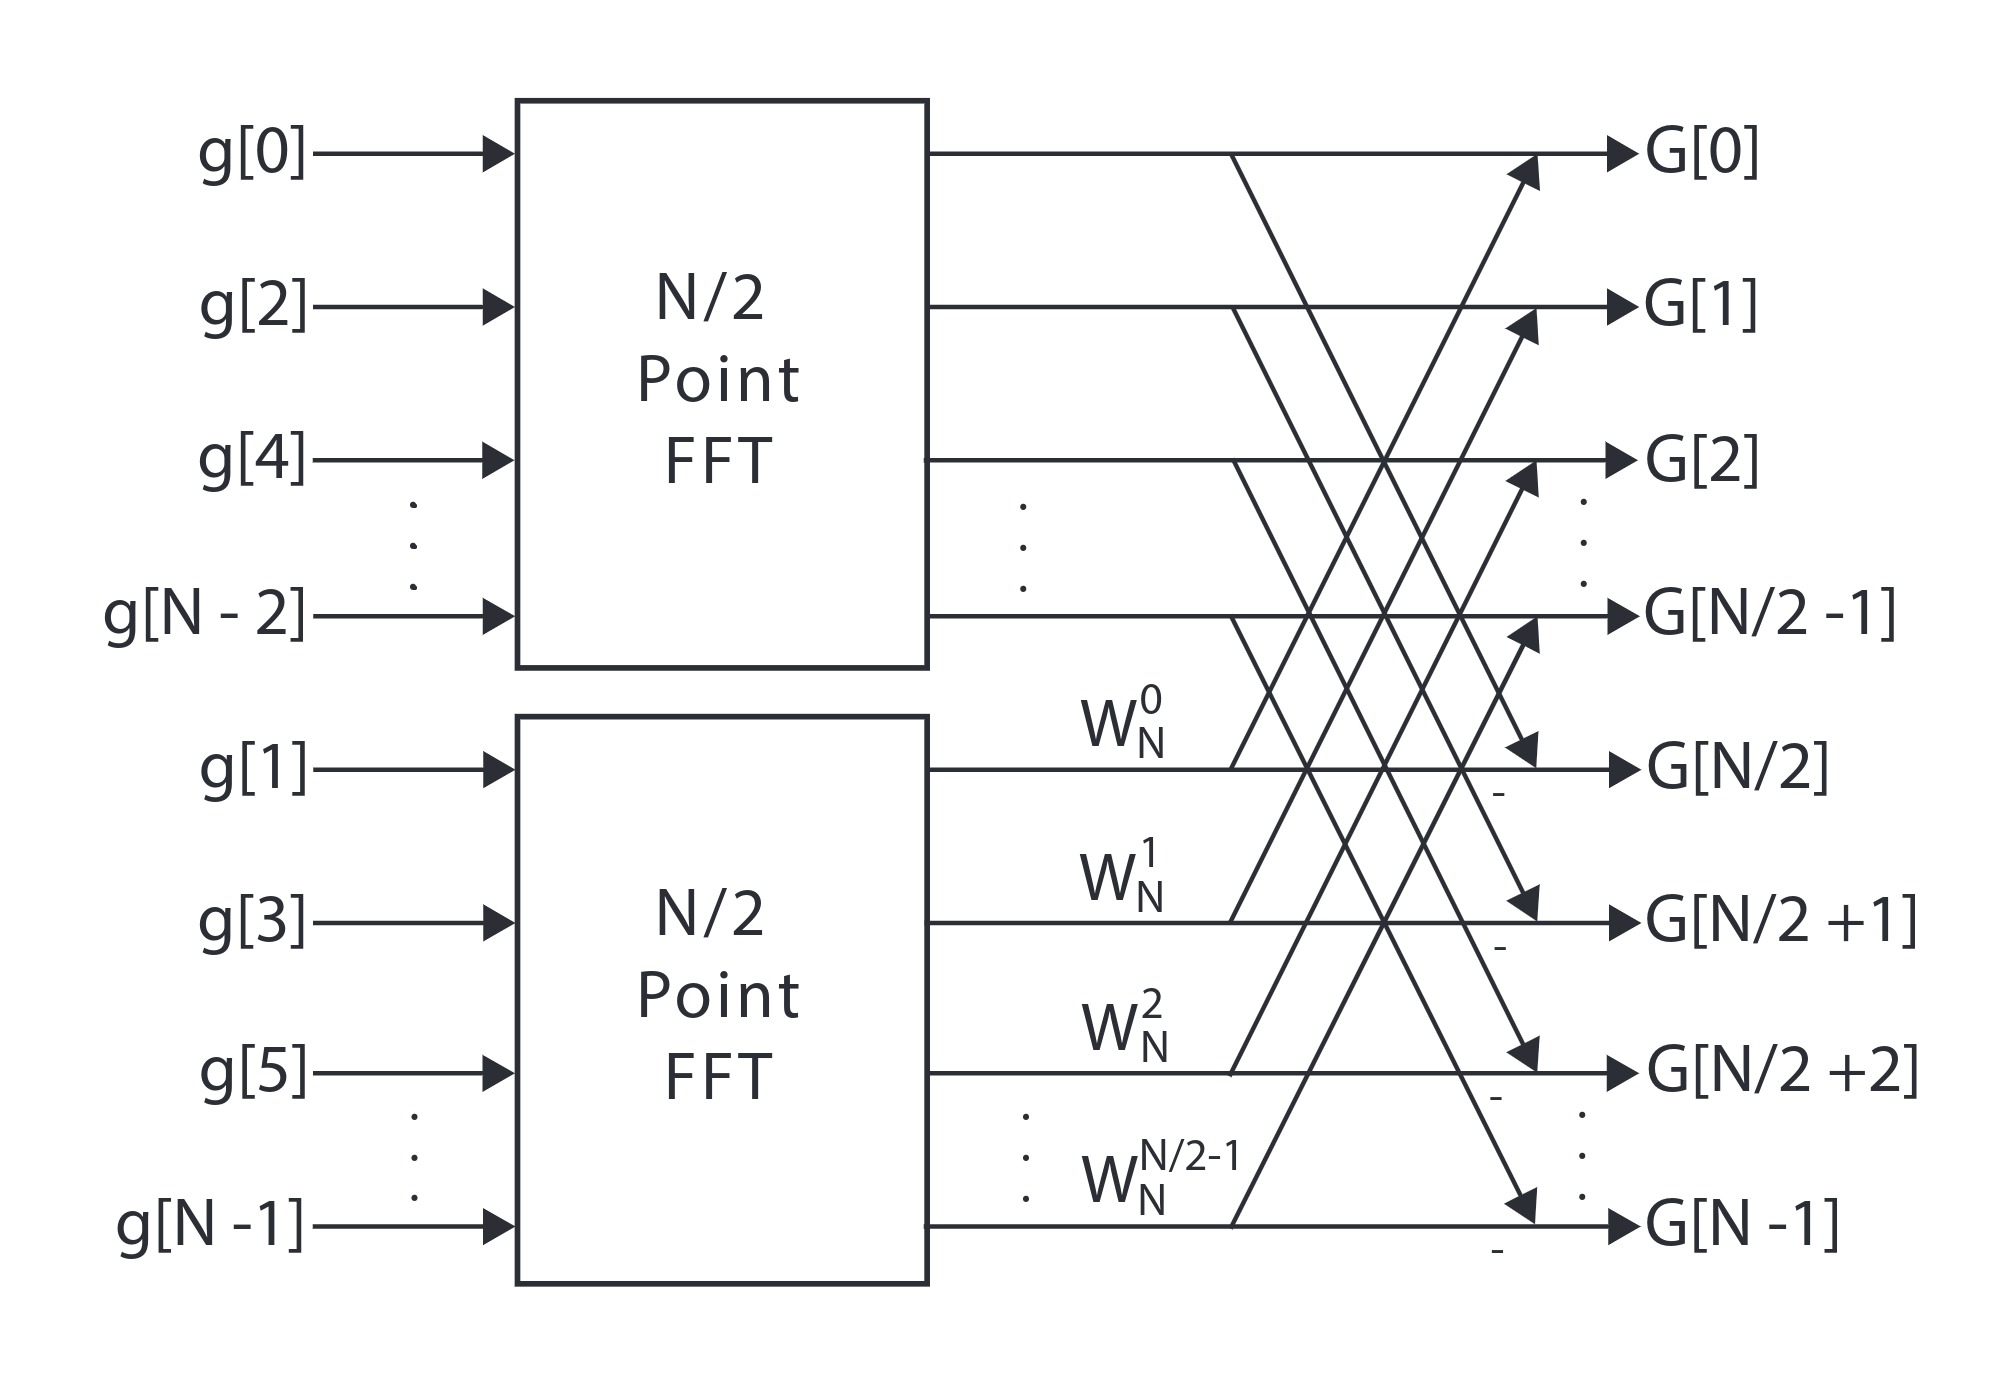 g[0]
g[2]
g[4]
g[N - 2]
N/2
Point
FFT
G[0]
G[1]
G[2]
G[N/2 -1]
g[1]
g[3]
g[5]
g[N -1]
N/2
Point
FFT
W_N^0
W_N^1
W_N^2
W_N^{N/2-1}
-
-
-
-
G[N/2]
G[N/2 +1]
G[N/2 +2]
G[N -1]